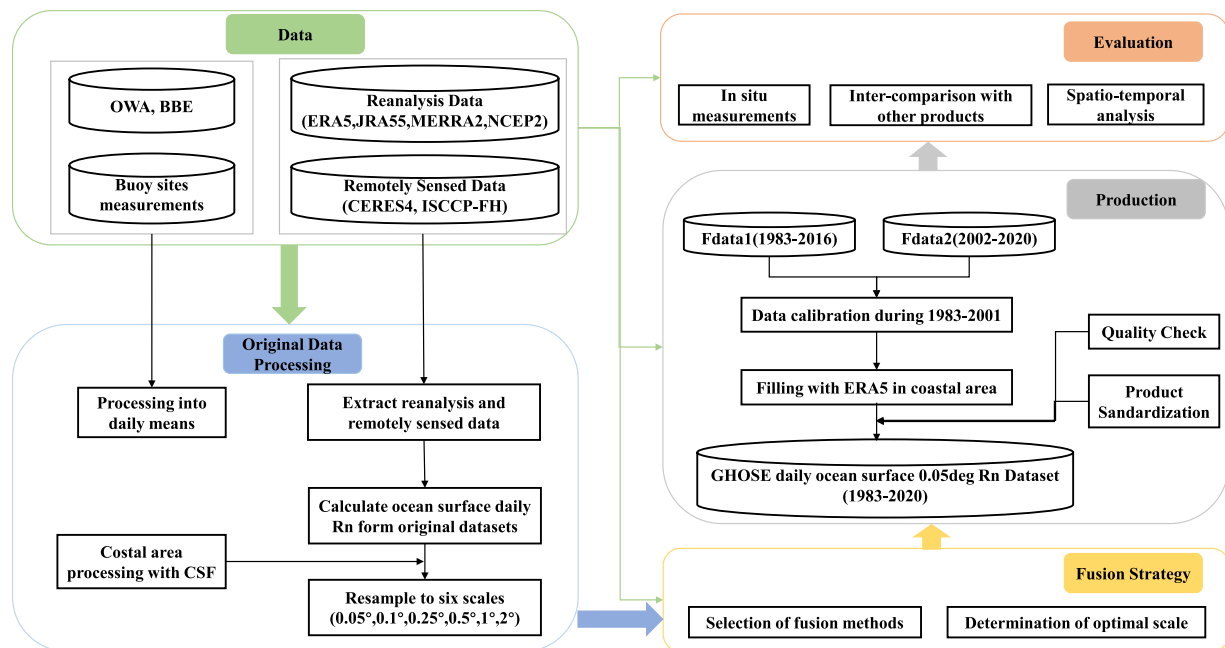 Data
OWA, BBE
Reanalysis Data
(ERA5,JRA55,MERRA2,NCEP2)
Buoy sites
measurements
Remotely Sensed Data
(CERES4, ISCCP-FH)
Original Data
Processing
Processing into
daily means
Extract reanalysis and
remotely sensed data
Calculate ocean surface daily
Rn form original datasets
Costal area
processing with CSF
Resample to six scales
(0.05°,0.1°,0.25°,0.5°,1°,2°)
Evaluation
In situ
measurements
Inter-comparison with
other products
Spatio-temporal
analysis
Production
Fdata1(1983-2016)
Fdata2(2002-2020)
Data calibration during 1983-2001
Quality Check
Filling with ERA5 in coastal area
Product
Sandardization
GHOSE daily ocean surface 0.05deg Rn Dataset
(1983-2020)
Fusion Strategy
Selection of fusion methods
Determination of optimal scale